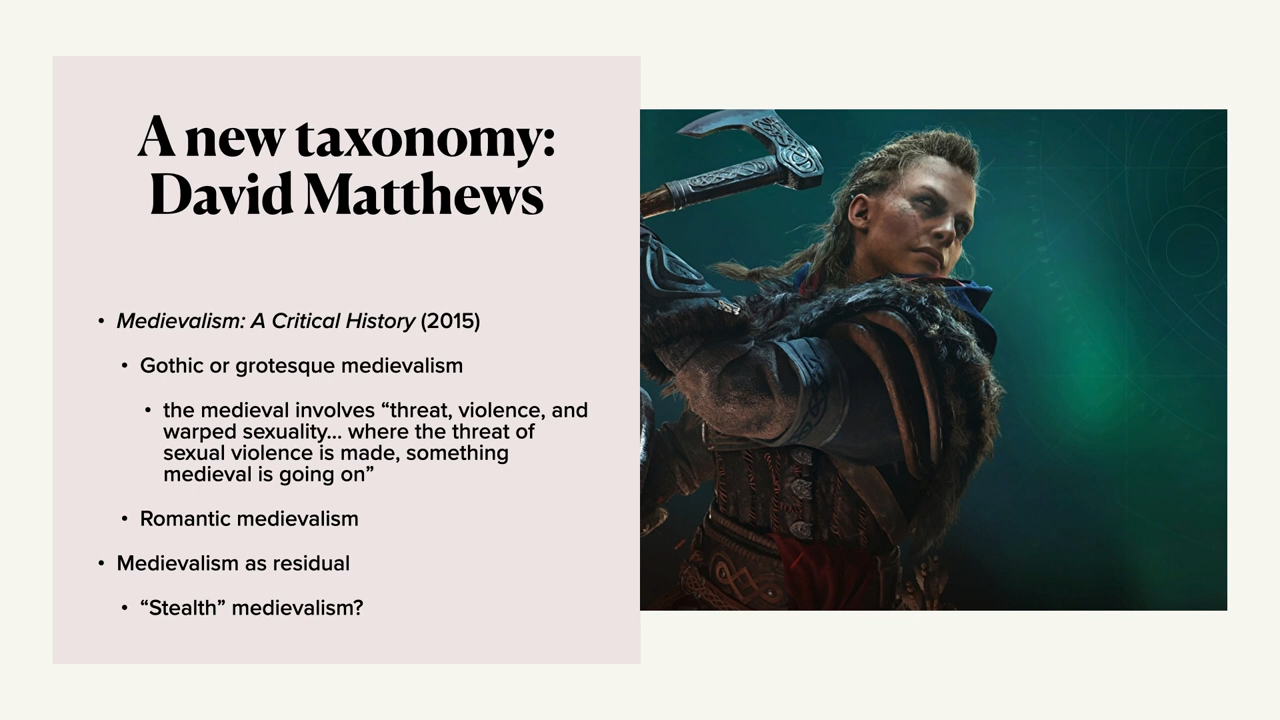 A new taxonomy:
David Matthews
• Medievalism: A Critical History (2015)
• Gothic or grotesque medievalism
• the medieval involves “threat, violence, and
warped sexuality... where the threat of
sexual violence is made, something
medieval is going on”
• Romantic medievalism
• Medievalism as residual
• “Stealth” medievalism?